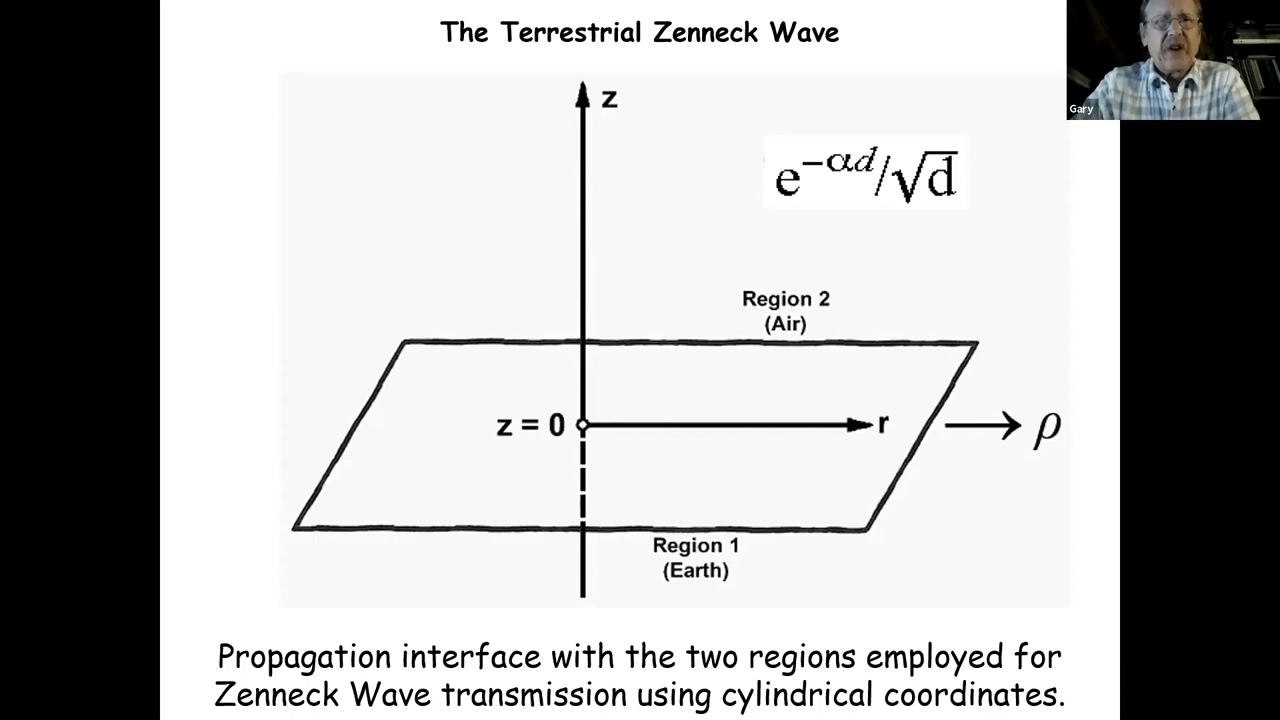 The Terrestrial Zenneck Wave
Gary
z
e^{-αd}/√d
Region 2
(Air)
z = 0
r
ρ
Region 1
(Earth)
Propagation interface with the two regions employed for
Zenneck Wave transmission using cylindrical coordinates.